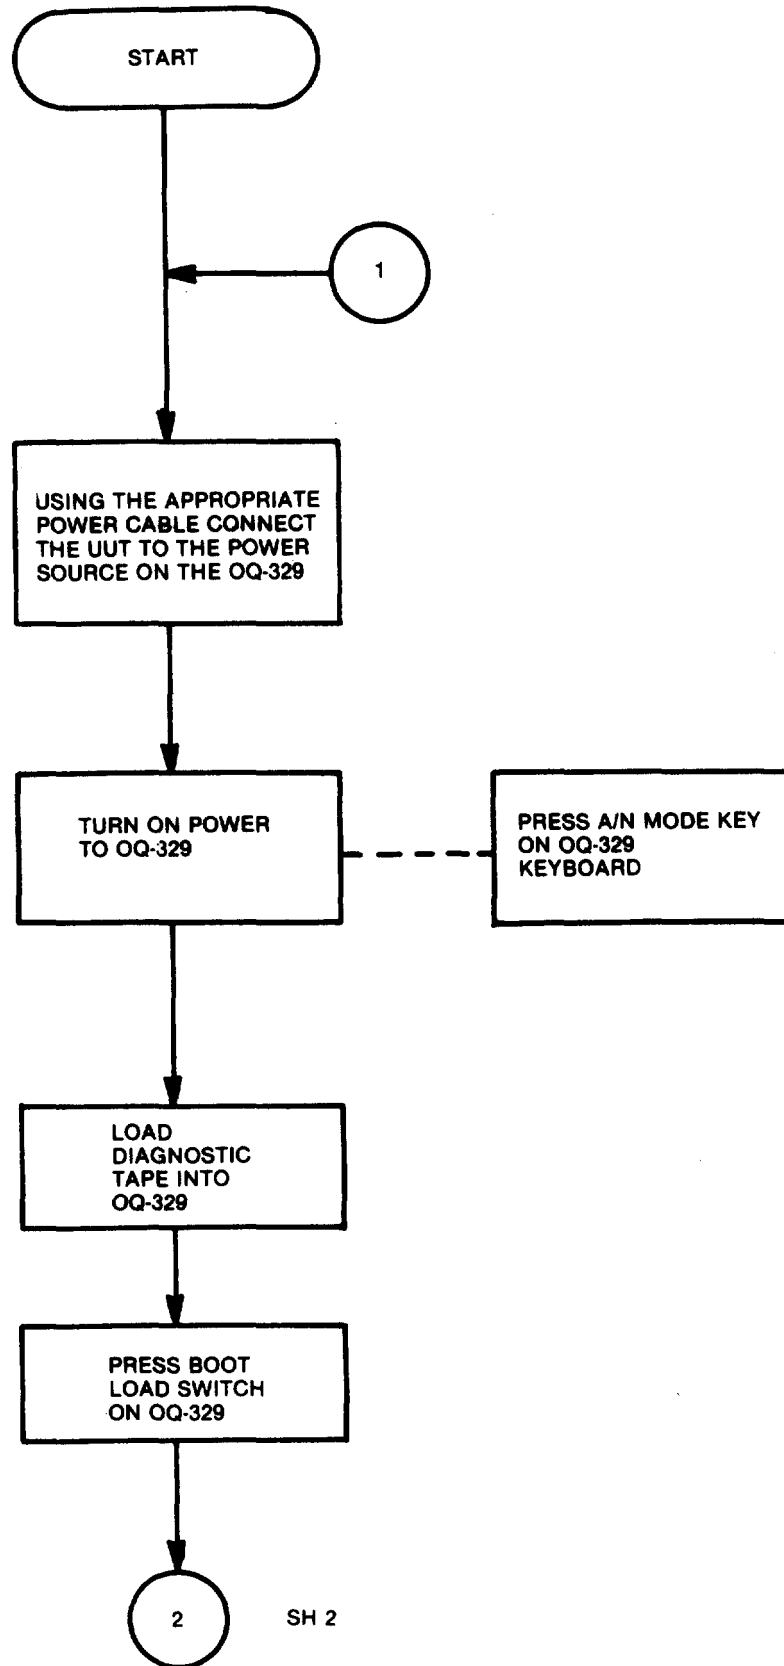 START
1
USING THE APPROPRIATE
POWER CABLE CONNECT
THE UUT TO THE POWER
SOURCE ON THE OQ-329
TURN ON POWER
TO OQ-329
PRESS A/N MODE KEY
ON OQ-329
KEYBOARD
LOAD
DIAGNOSTIC
TAPE INTO
OQ-329
PRESS BOOT
LOAD SWITCH
ON OQ-329
2
SH 2